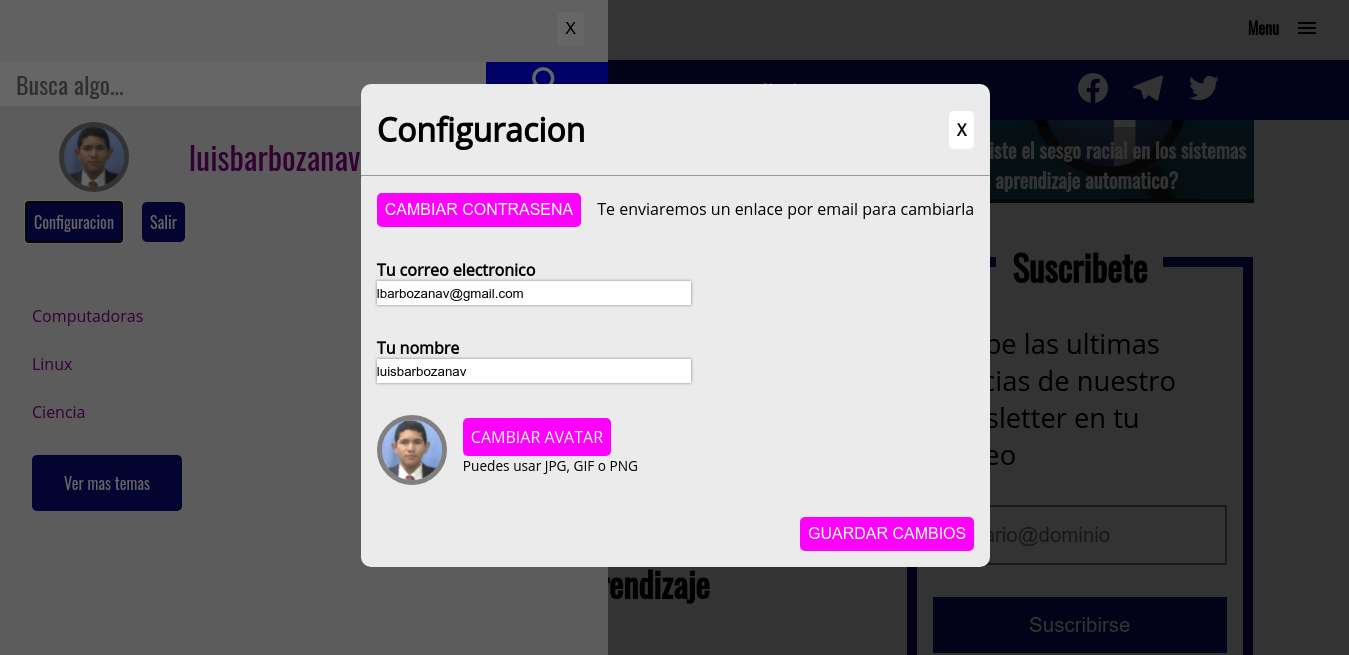 X
Menu
Busca algo...
luisbarbozanav
Configuracion
Salir
Computadoras
Linux
Ciencia
Ver mas temas
Configuracion
X
CAMBIAR CONTRASENA
Te enviaremos un enlace por email para cambiarla
Tu correo electronico
lbarbozanav@gmail.com
Tu nombre
luisbarbozanav
CAMBIAR AVATAR
Puedes usar JPG, GIF o PNG
GUARDAR CAMBIOS
iste el sesgo racial en los sistemas
aprendizaje automatico?
Suscribete
be las ultimas
cias de nuestro
sletter en tu
eo
ario@dominio
Suscribirse
rendizaje